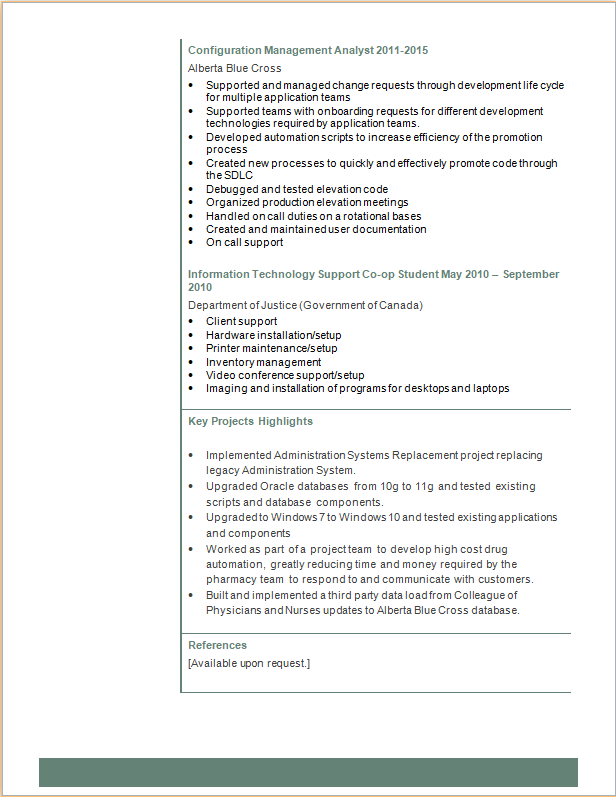 Configuration Management Analyst 2011-2015
Alberta Blue Cross
• Supported and managed change requests through development life cycle
for multiple application teams
• Supported teams with onboarding requests for different development
technologies required by application teams.
• Developed automation scripts to increase efficiency of the promotion
process
• Created new processes to quickly and effectively promote code through
the SDLC
• Debugged and tested elevation code
• Organized production elevation meetings
• Handled on call duties on a rotational bases
• Created and maintained user documentation
• On call support
Information Technology Support Co-op Student May 2010 – September
2010
Department of Justice (Government of Canada)
• Client support
• Hardware installation/setup
• Printer maintenance/setup
• Inventory management
• Video conference support/setup
• Imaging and installation of programs for desktops and laptops
Key Projects Highlights
• Implemented Administration Systems Replacement project replacing
legacy Administration System.
• Upgraded Oracle databases from 10g to 11g and tested existing
scripts and database components.
• Upgraded to Windows 7 to Windows 10 and tested existing applications
and components
• Worked as part of a project team to develop high cost drug
automation, greatly reducing time and money required by the
pharmacy team to respond to and communicate with customers.
• Built and implemented a third party data load from Colleague of
Physicians and Nurses updates to Alberta Blue Cross database.
References
[Available upon request.]